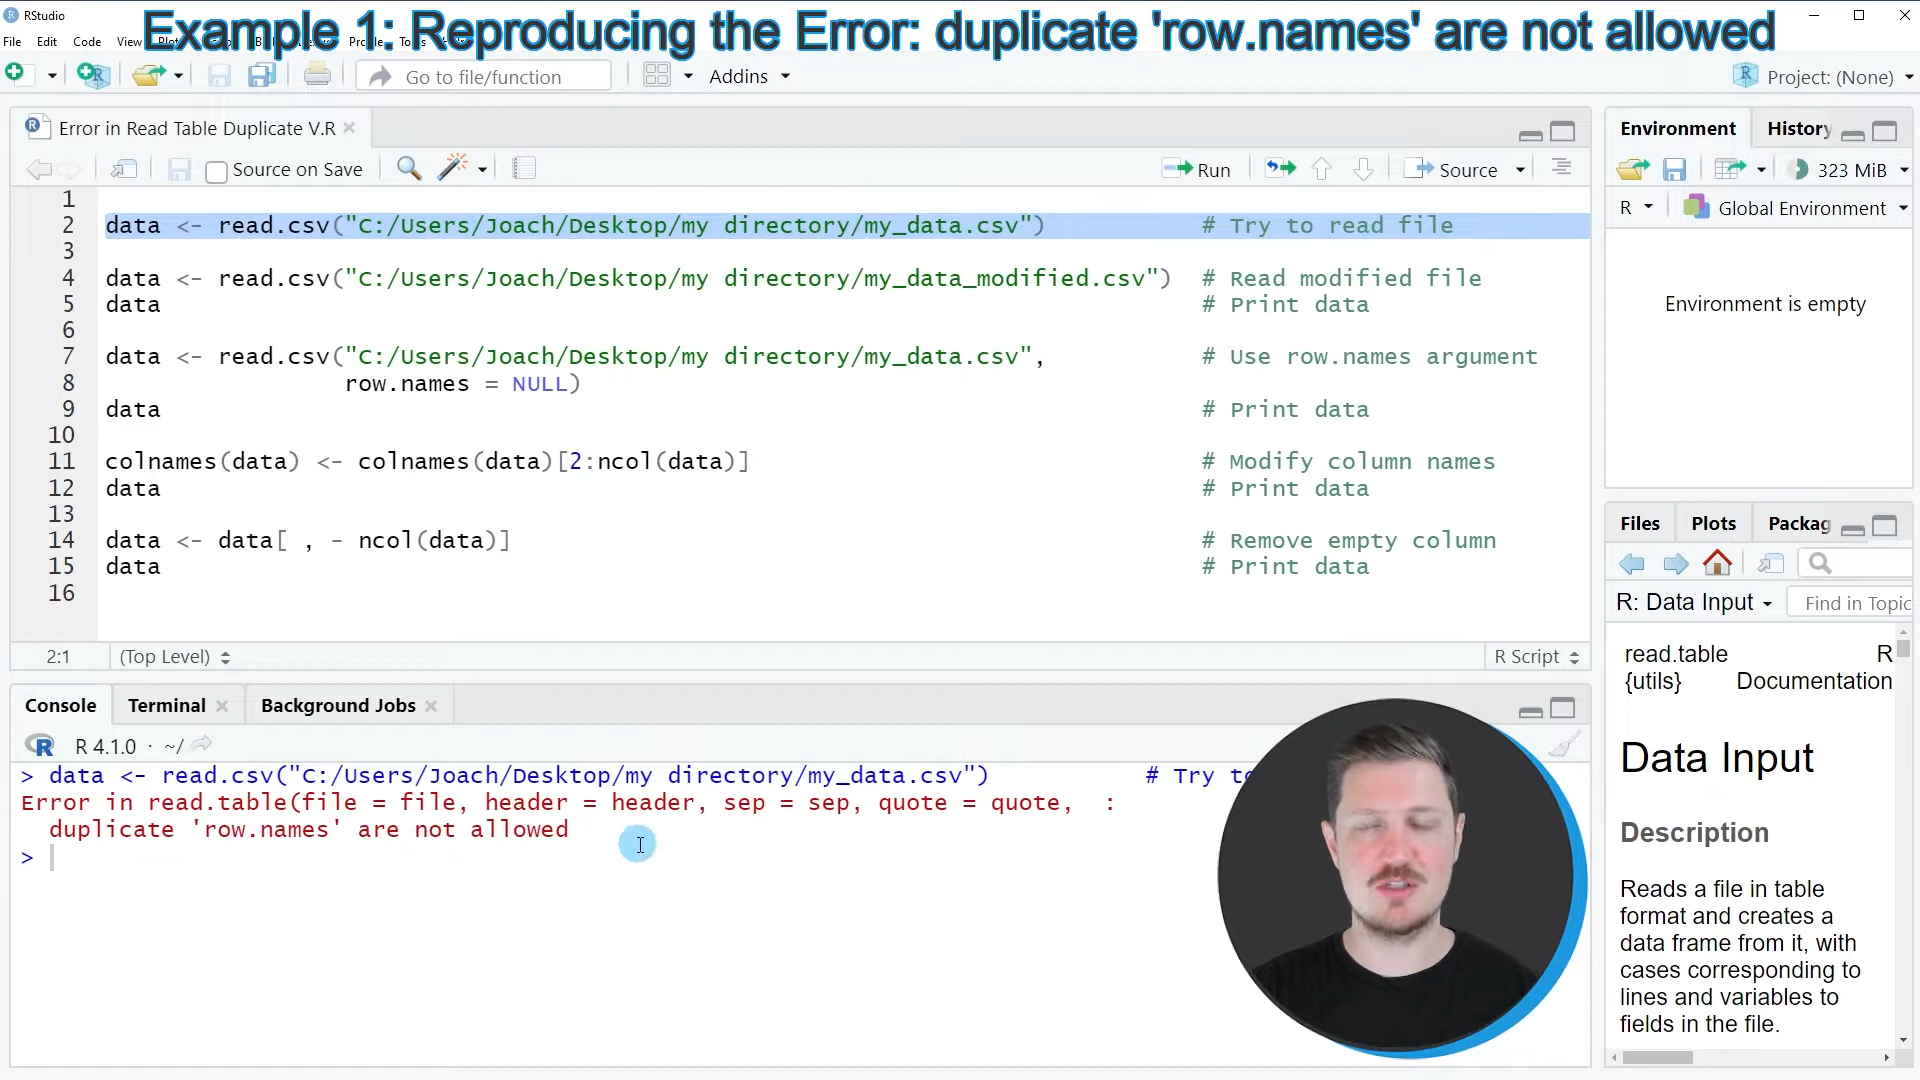 RStudio
Example 1: Reproducing the Error: duplicate 'row.names' are not allowed
File Edit Code View
Go to file/function
Addins
Project: (None)
Error in Read Table Duplicate V.R
Source on Save
Run
Source
1
2 data <- read.csv("C:/Users/Joach/Desktop/my directory/my_data.csv") # Try to read file
3
4 data <- read.csv("C:/Users/Joach/Desktop/my directory/my_data_modified.csv") # Read modified file
5 data # Print data
6
7 data <- read.csv("C:/Users/Joach/Desktop/my directory/my_data.csv", # Use row.names argument
8 row.names = NULL)
9 data # Print data
10
11 colnames(data) <- colnames(data)[2:ncol(data)] # Modify column names
12 data # Print data
13
14 data <- data[ , - ncol(data)] # Remove empty column
15 data # Print data
16
2:1 (Top Level) R Script
Console Terminal Background Jobs
R 4.1.0 · ~/
> data <- read.csv("C:/Users/Joach/Desktop/my directory/my_data.csv") # Try to
Error in read.table(file = file, header = header, sep = sep, quote = quote, :
duplicate 'row.names' are not allowed
>
Environment History
323 MiB
R Global Environment
Environment is empty
Files Plots Packag
R: Data Input Find in Topic
read.table R
{utils} Documentation
Data Input
Description
Reads a file in table
format and creates a
data frame from it, with
cases corresponding to
lines and variables to
fields in the file.